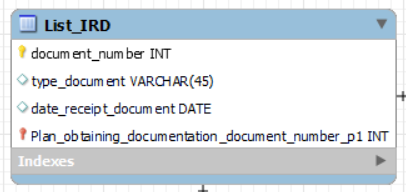 List_IRD
document_number INT
type_document VARCHAR(45)
date_receipt_document DATE
Plan_obtaining_documentation_document_number_p1 INT
Indexes